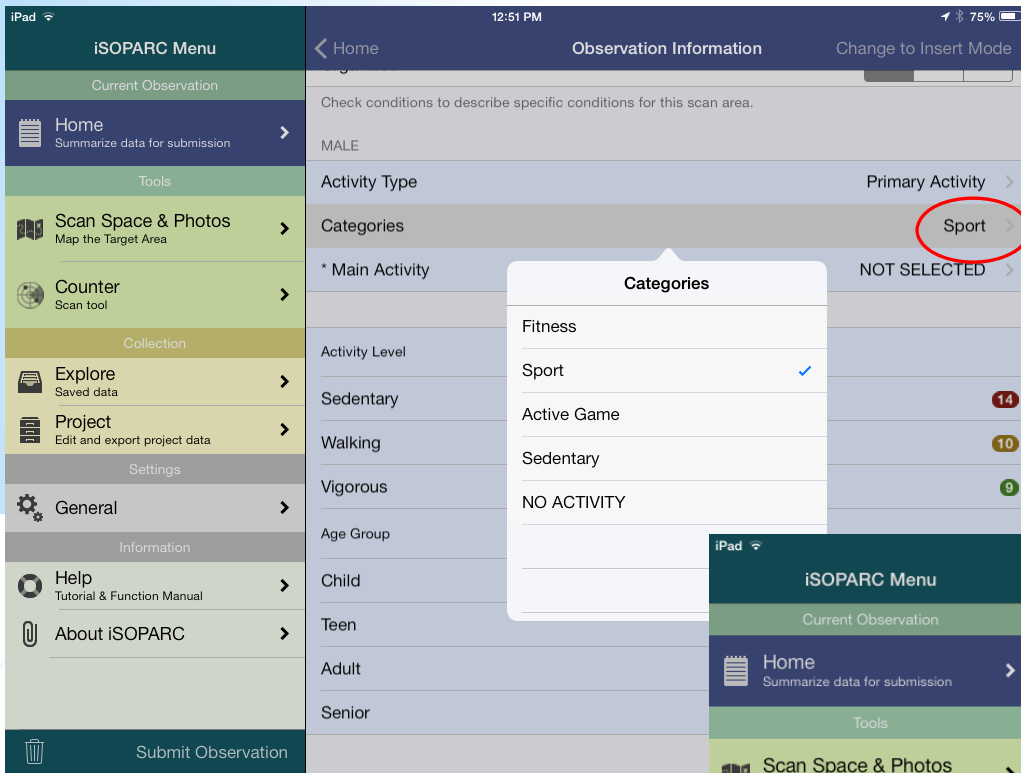 iPad
12:51 PM
75%
iSOPARC Menu
Home
Observation Information
Change to Insert Mode
Current Observation
Home
Summarize data for submission
Tools
Scan Space & Photos
Map the Target Area
Counter
Scan tool
Collection
Explore
Saved data
Project
Edit and export project data
Settings
General
Information
Help
Tutorial & Function Manual
About iSOPARC
Submit Observation
Check conditions to describe specific conditions for this scan area.
MALE
Activity Type Primary Activity
Categories Sport
* Main Activity NOT SELECTED
Categories
Fitness
Sport
Active Game
Sedentary
NO ACTIVITY
Activity Level
Sedentary 14
Walking 10
Vigorous 9
Age Group
Child
Teen
Adult
Senior
iPad
iSOPARC Menu
Current Observation
Home
Summarize data for submission
Tools
Scan Space & Photos